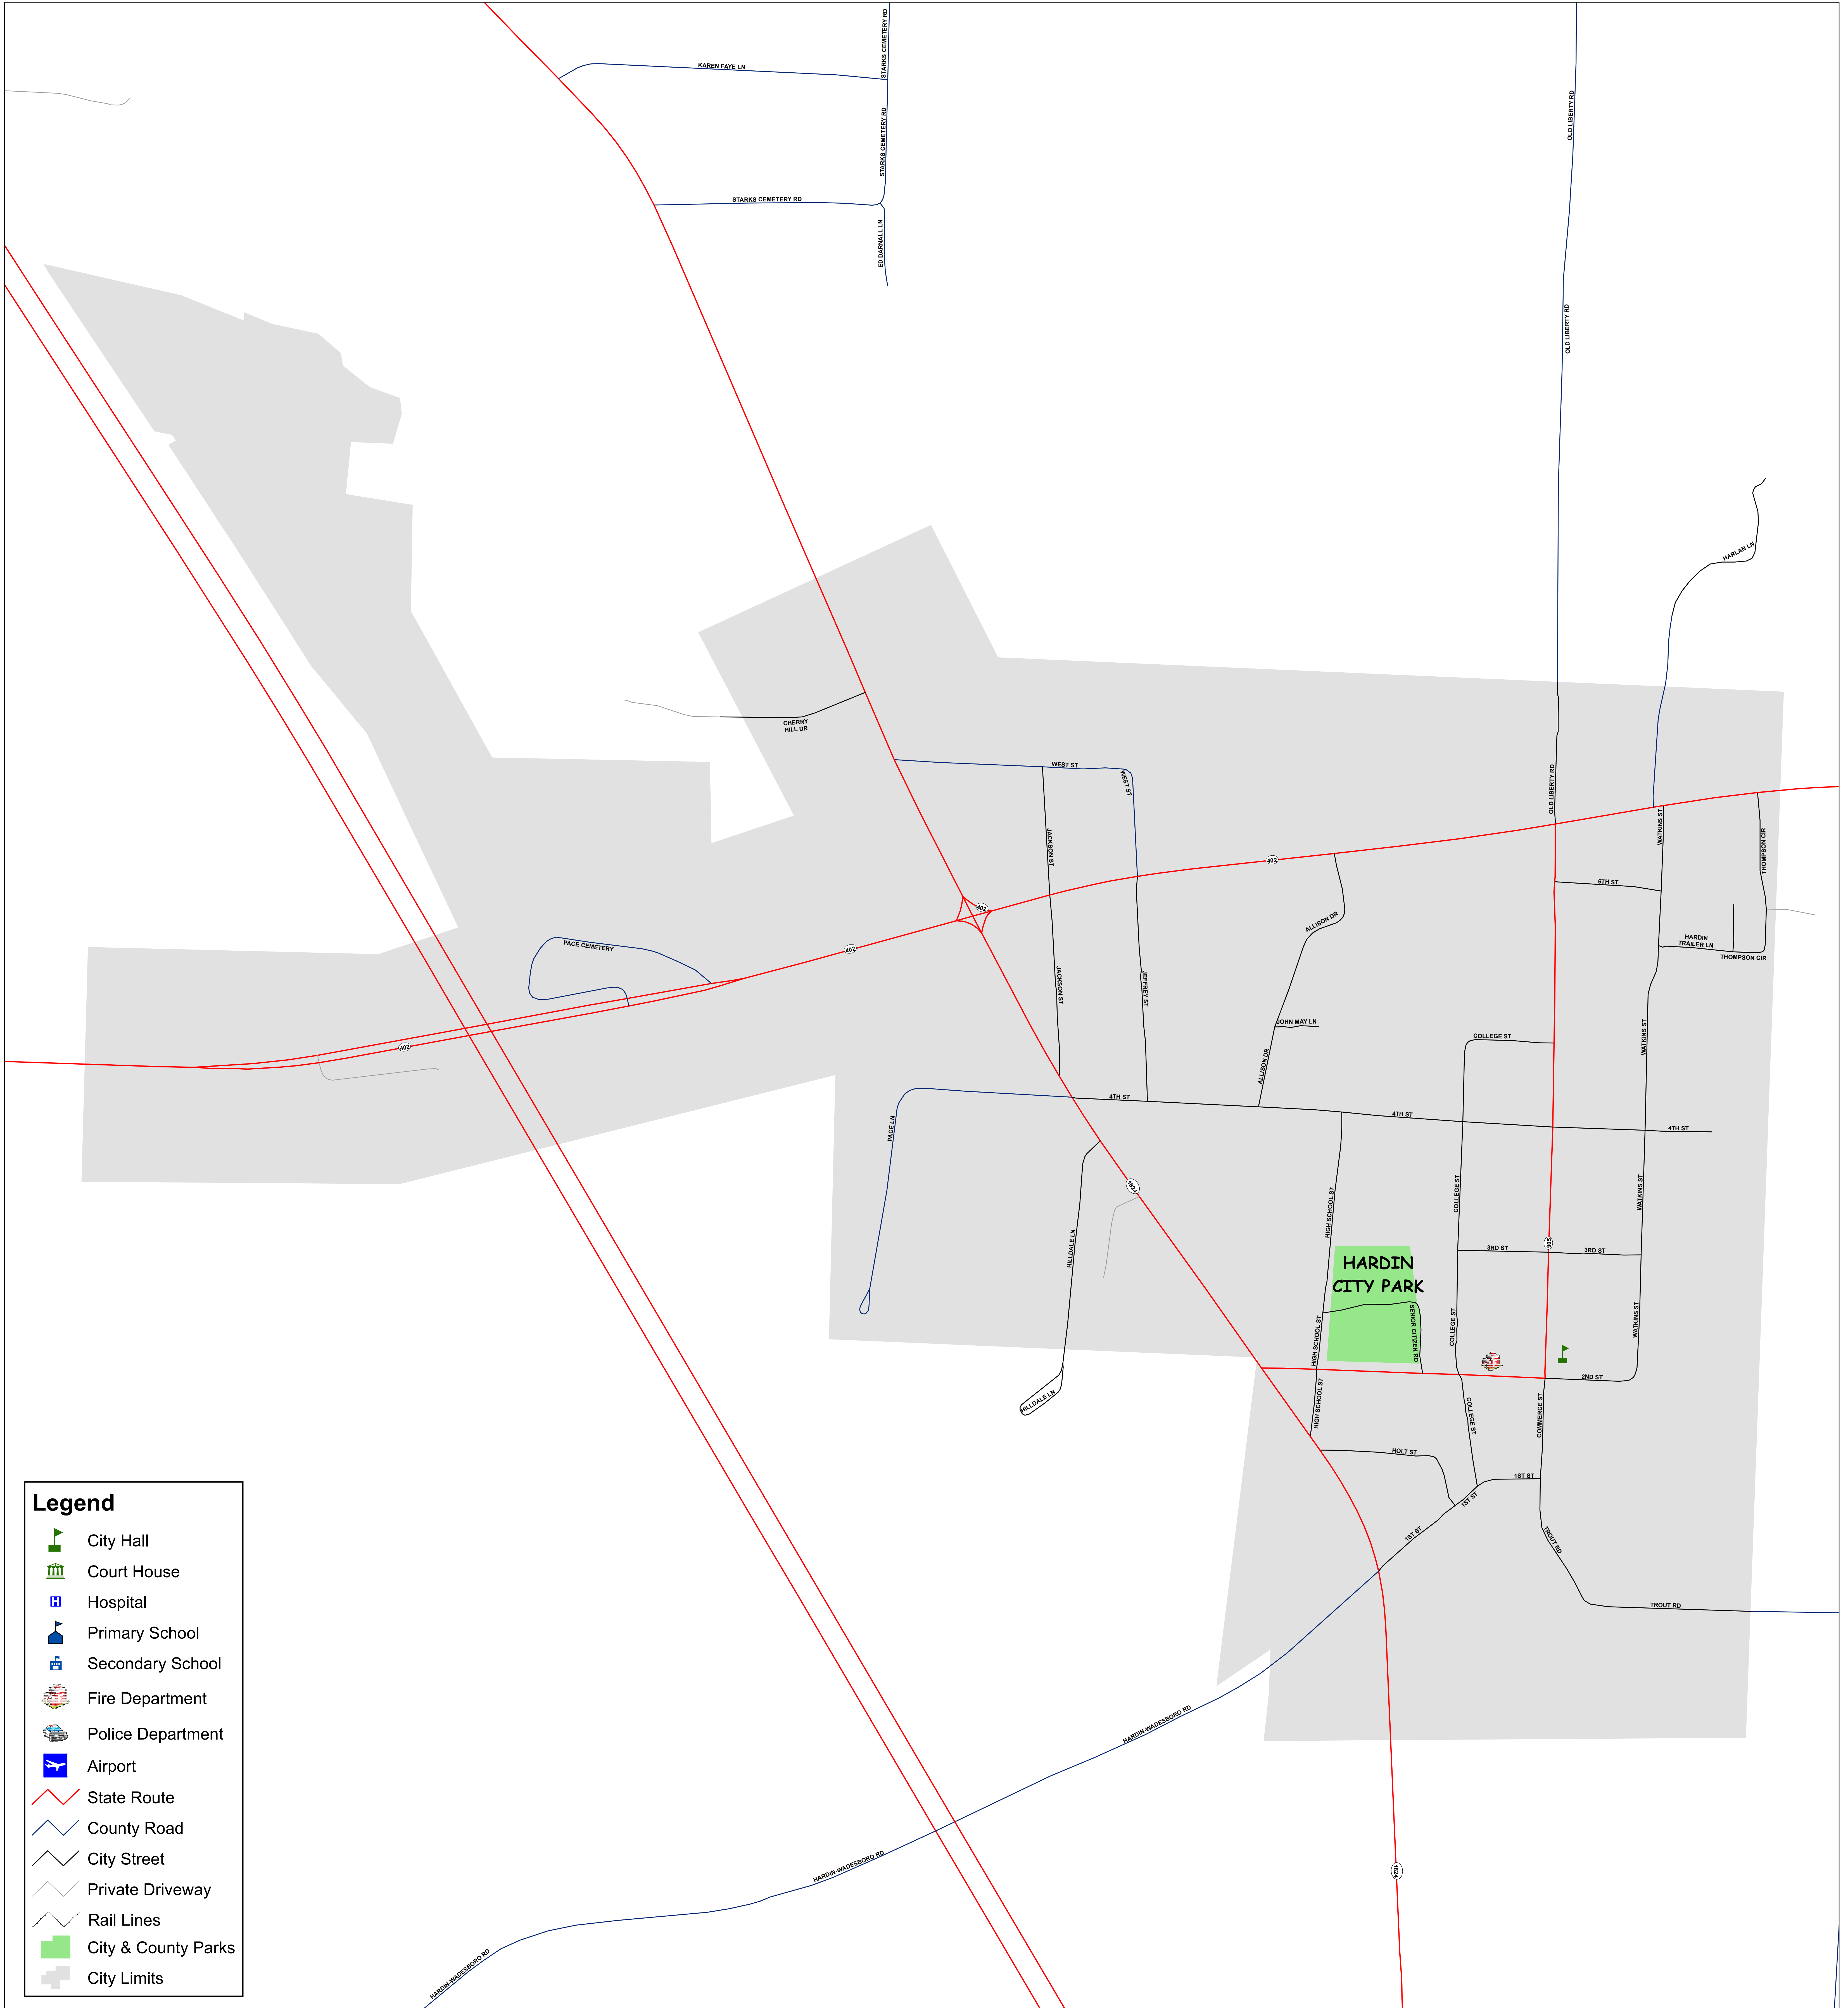 STARKS CEMETERY RD
KAREN FAYE LN
OLD LIBERTY RD
STARKS CEMETERY RD
STARKS CEMETERY RD
ED DARNALL LN
OLD LIBERTY RD
HARLAN LN
CHERRY
HILL DR
WEST ST
WEST ST
OLD LIBERTY RD
WATKINS ST
THOMPSON CIR
JACKSON ST
402
6TH ST
402
ALLISON DR
PACE CEMETERY
402
HARDIN
TRAILER LN
THOMPSON CIR
JACKSON ST
JEFFREY ST
JOHN MAY LN
COLLEGE ST
WATKINS ST
402
ALLISON DR
4TH ST
4TH ST
4TH ST
PACE LN
1824
HIGH SCHOOL ST
COLLEGE ST
WATKINS ST
HILLDALE LN
3RD ST
806
3RD ST
HARDIN
CITY PARK
HIGH SCHOOL ST
SENIOR CITIZEN RD
COLLEGE ST
WATKINS ST
2ND ST
HILLDALE LN
HIGH SCHOOL ST
COLLEGE ST
COMMERCE ST
HOLT ST
1ST ST
1ST ST
1ST ST
TROUT RD
TROUT RD
HARDIN-WADESBORO RD
HARDIN-WADESBORO RD
1824
HARDIN-WADESBORO RD
Legend
City Hall
Court House
H Hospital
Primary School
Secondary School
Fire Department
Police Department
Airport
State Route
County Road
City Street
Private Driveway
Rail Lines
City & County Parks
City Limits